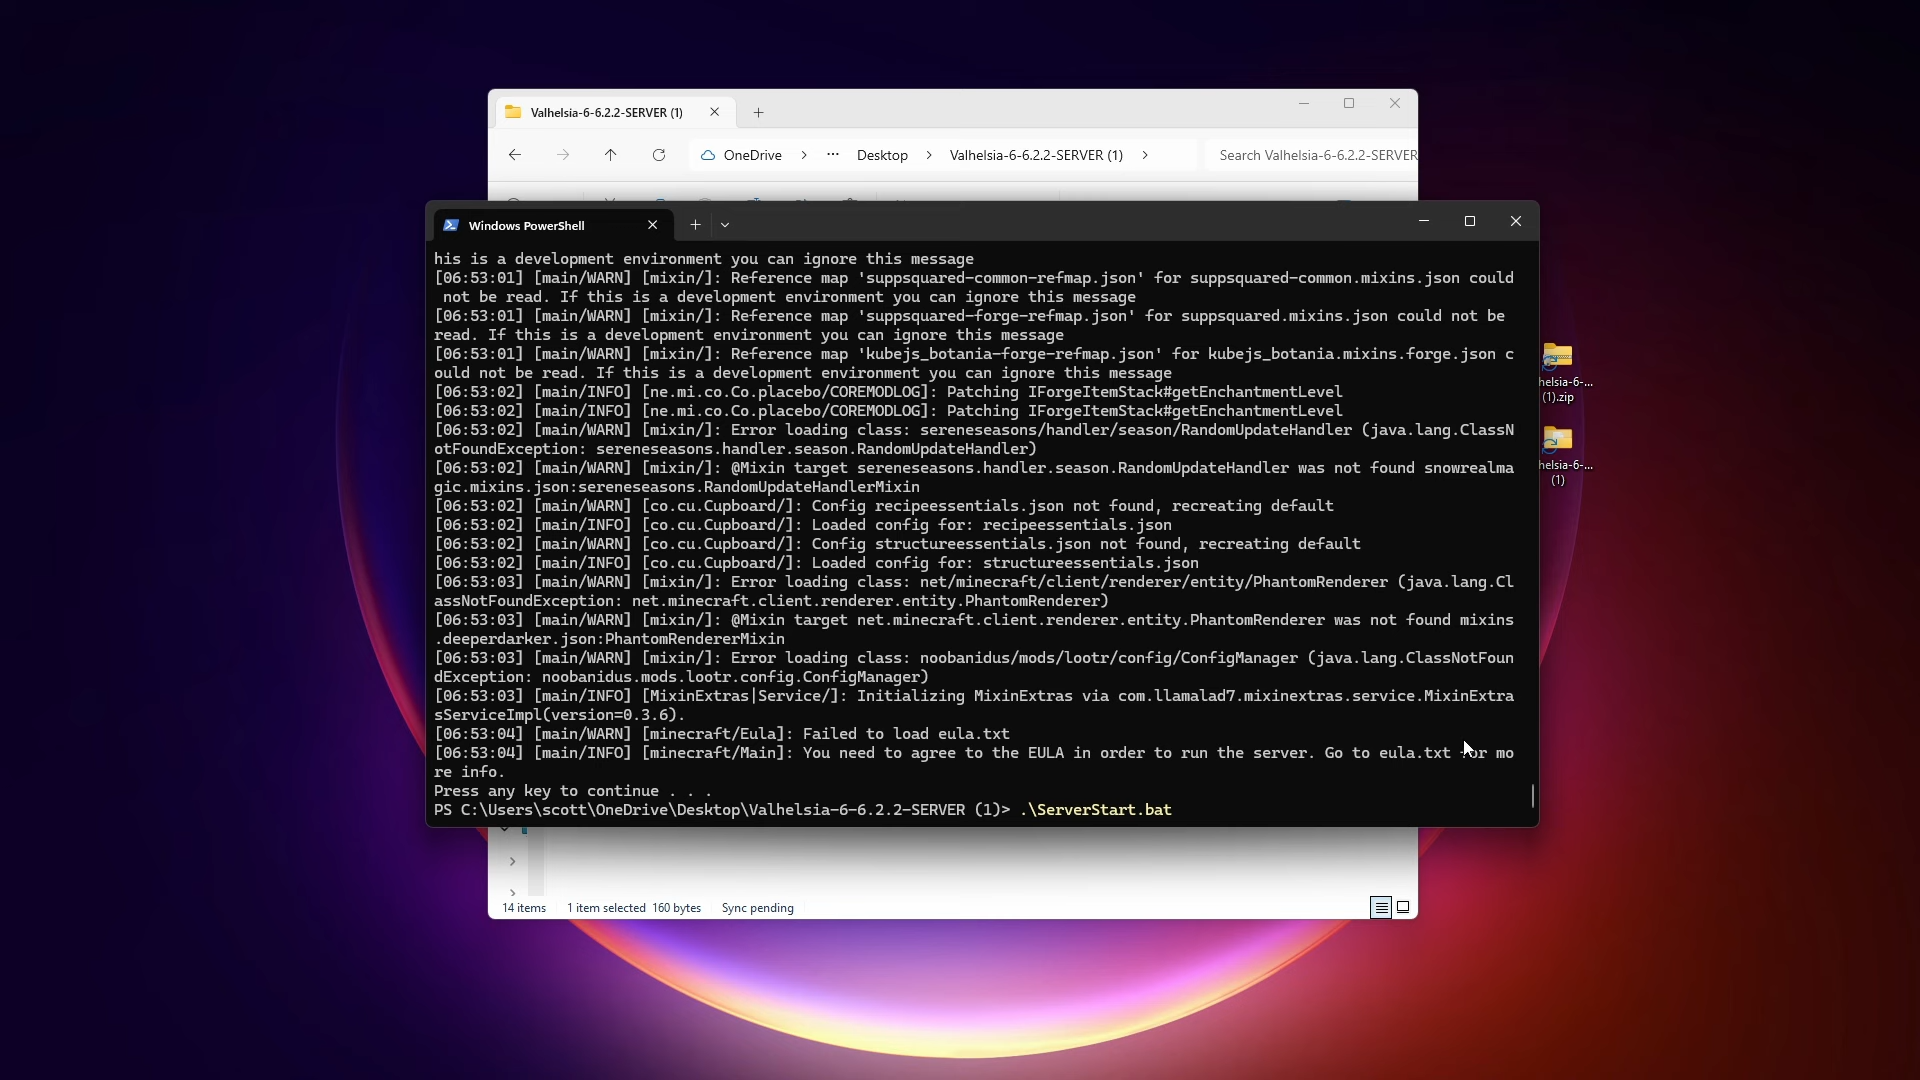 Valhelsia-6-6.2.2-SERVER (1)
OneDrive > ... Desktop > Valhelsia-6-6.2.2-SERVER (1) > Search Valhelsia-6-6.2.2-SERVER
Windows PowerShell
his is a development environment you can ignore this message
[06:53:01] [main/WARN] [mixin/]: Reference map 'suppsquared-common-refmap.json' for suppsquared-common.mixins.json could
not be read. If this is a development environment you can ignore this message
[06:53:01] [main/WARN] [mixin/]: Reference map 'suppsquared-forge-refmap.json' for suppsquared.mixins.json could not be
read. If this is a development environment you can ignore this message
[06:53:01] [main/WARN] [mixin/]: Reference map 'kubejs_botania-forge-refmap.json' for kubejs_botania.mixins.forge.json c
ould not be read. If this is a development environment you can ignore this message
[06:53:02] [main/INFO] [ne.mi.co.Co.placebo/COREMODLOG]: Patching IForgeItemStack#getEnchantmentLevel
[06:53:02] [main/INFO] [ne.mi.co.Co.placebo/COREMODLOG]: Patching IForgeItemStack#getEnchantmentLevel
[06:53:02] [main/WARN] [mixin/]: Error loading class: sereneseasons/handler/season/RandomUpdateHandler (java.lang.ClassN
otFoundException: sereneseasons.handler.season.RandomUpdateHandler)
[06:53:02] [main/WARN] [mixin/]: @Mixin target sereneseasons.handler.season.RandomUpdateHandler was not found snowrealma
gic.mixins.json:sereneseasons.RandomUpdateHandlerMixin
[06:53:02] [main/WARN] [co.cu.Cupboard/]: Config recipeessentials.json not found, recreating default
[06:53:02] [main/INFO] [co.cu.Cupboard/]: Loaded config for: recipeessentials.json
[06:53:02] [main/WARN] [co.cu.Cupboard/]: Config structureessentials.json not found, recreating default
[06:53:02] [main/INFO] [co.cu.Cupboard/]: Loaded config for: structureessentials.json
[06:53:03] [main/WARN] [mixin/]: Error loading class: net/minecraft/client/renderer/entity/PhantomRenderer (java.lang.Cl
assNotFoundException: net.minecraft.client.renderer.entity.PhantomRenderer)
[06:53:03] [main/WARN] [mixin/]: @Mixin target net.minecraft.client.renderer.entity.PhantomRenderer was not found mixins
.deeperdarker.json:PhantomRendererMixin
[06:53:03] [main/WARN] [mixin/]: Error loading class: noobanidus/mods/lootr/config/ConfigManager (java.lang.ClassNotFoun
dException: noobanidus.mods.lootr.config.ConfigManager)
[06:53:03] [main/INFO] [MixinExtras|Service/]: Initializing MixinExtras via com.llamalad7.mixinextras.service.MixinExtra
sServiceImpl(version=0.3.6).
[06:53:04] [main/WARN] [minecraft/Eula]: Failed to load eula.txt
[06:53:04] [main/INFO] [minecraft/Main]: You need to agree to the EULA in order to run the server. Go to eula.txt for mo
re info.
Press any key to continue . . .
PS C:\Users\scott\OneDrive\Desktop\Valhelsia-6-6.2.2-SERVER (1)> .\ServerStart.bat
helsia-6-...
(1).zip
helsia-6-...
(1)
14 items 1 item selected 160 bytes Sync pending